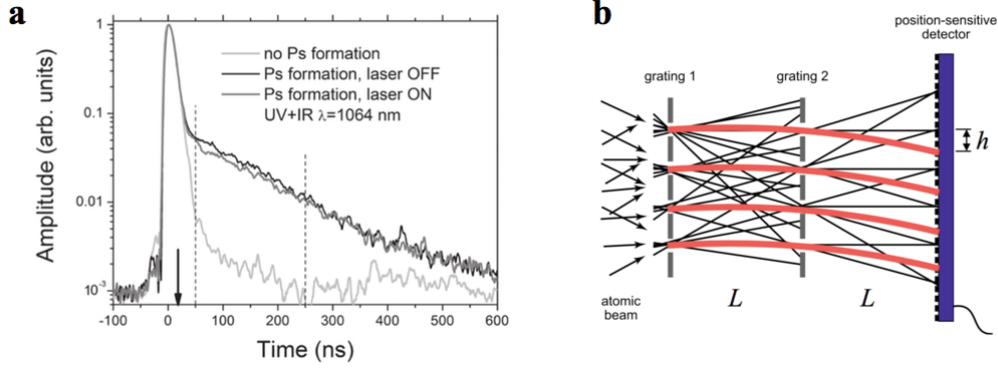 a
Amplitude (arb. units)
1
0.1
0.01
10⁻³
no Ps formation
Ps formation, laser OFF
Ps formation, laser ON
UV+IR λ=1064 nm
-100 0 100 200 300 400 500 600
Time (ns)
b
position-sensitive
detector
grating 1
grating 2
h
atomic
beam
L
L